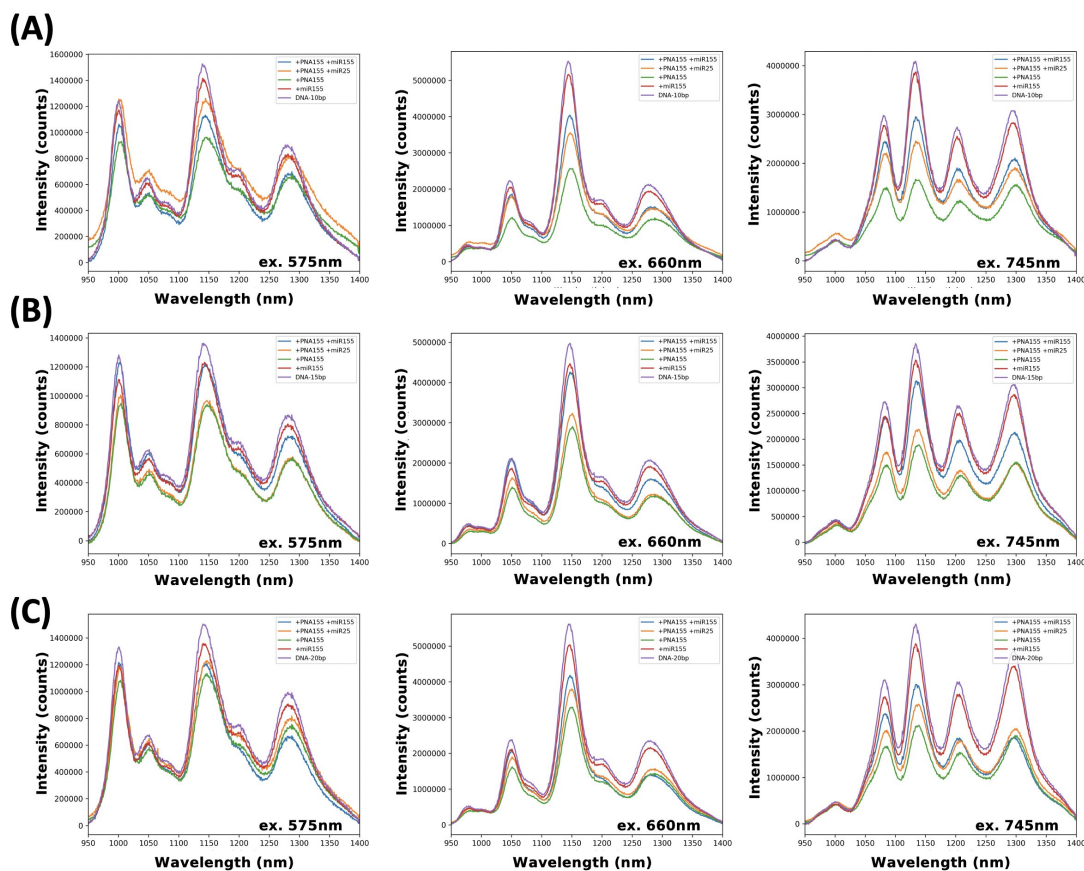 (A)
Intensity (counts)
1600000
1400000
1200000
1000000
800000
600000
400000
200000
0
+PNA155 +miR155
+PNA155 +miR25
+PNA155
+miR155
DNA-10bp
ex. 575nm
950 1000 1050 1100 1150 1200 1250 1300 1350 1400
Wavelength (nm)
Intensity (counts)
5000000
4000000
3000000
2000000
1000000
0
+PNA155 +miR155
+PNA155 +miR25
+PNA155
+miR155
DNA-10bp
ex. 660nm
950 1000 1050 1100 1150 1200 1250 1300 1350 1400
Wavelength (nm)
Intensity (counts)
4000000
3000000
2000000
1000000
0
+PNA155 +miR155
+PNA155 +miR25
+PNA155
+miR155
DNA-10bp
ex. 745nm
950 1000 1050 1100 1150 1200 1250 1300 1350 1400
Wavelength (nm)
(B)
Intensity (counts)
1400000
1200000
1000000
800000
600000
400000
200000
0
+PNA155 +miR155
+PNA155 +miR25
+PNA155
+miR155
DNA-15bp
ex. 575nm
950 1000 1050 1100 1150 1200 1250 1300 1350 1400
Wavelength (nm)
Intensity (counts)
5000000
4000000
3000000
2000000
1000000
0
+PNA155 +miR155
+PNA155 +miR25
+PNA155
+miR155
DNA-15bp
ex. 660nm
950 1000 1050 1100 1150 1200 1250 1300 1350 1400
Wavelength (nm)
Intensity (counts)
4000000
3500000
3000000
2500000
2000000
1500000
1000000
500000
0
+PNA155 +miR155
+PNA155 +miR25
+PNA155
+miR155
DNA-15bp
ex. 745nm
950 1000 1050 1100 1150 1200 1250 1300 1350 1400
Wavelength (nm)
(C)
Intensity (counts)
1400000
1200000
1000000
800000
600000
400000
200000
0
+PNA155 +miR155
+PNA155 +miR25
+PNA155
+miR155
DNA-20bp
ex. 575nm
950 1000 1050 1100 1150 1200 1250 1300 1350 1400
Wavelength (nm)
Intensity (counts)
5000000
4000000
3000000
2000000
1000000
0
+PNA155 +miR155
+PNA155 +miR25
+PNA155
+miR155
DNA-20bp
ex. 660nm
950 1000 1050 1100 1150 1200 1250 1300 1350 1400
Wavelength (nm)
Intensity (counts)
4000000
3000000
2000000
1000000
0
+PNA155 +miR155
+PNA155 +miR25
+PNA155
+miR155
DNA-20bp
ex. 745nm
950 1000 1050 1100 1150 1200 1250 1300 1350 1400
Wavelength (nm)